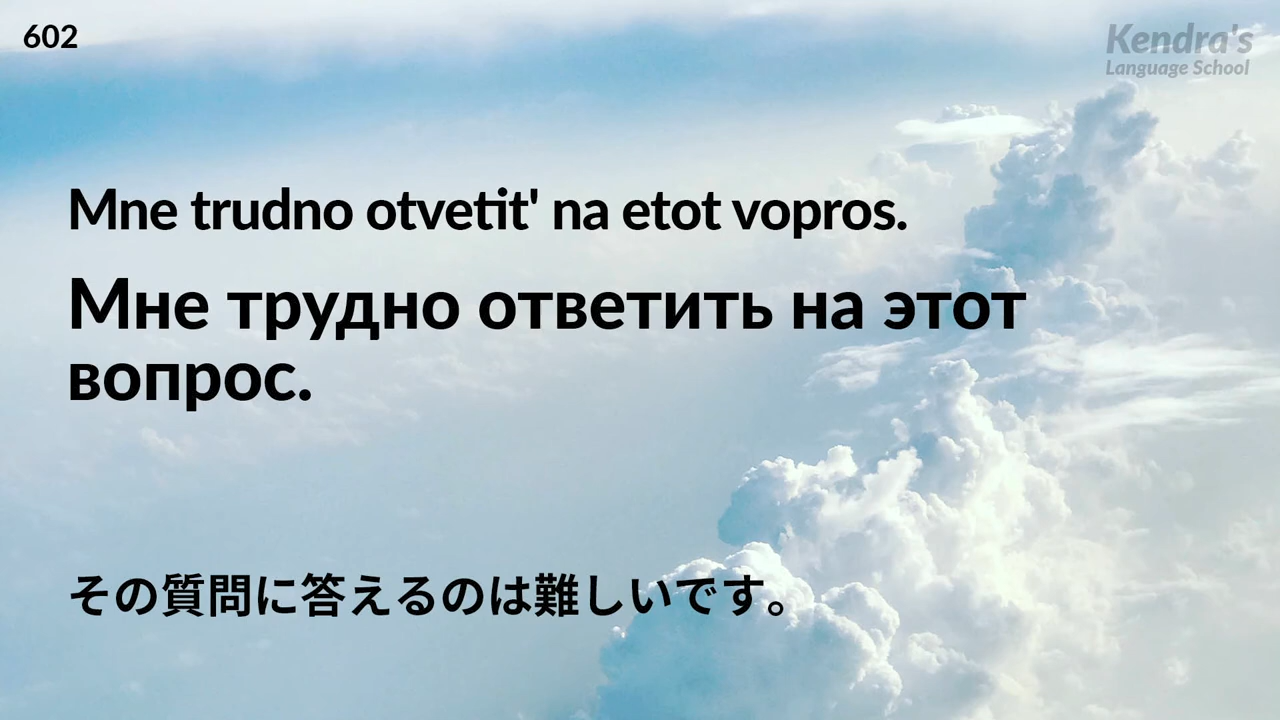 602
Kendra's
Language School
Mne trudno otvetit' na etot vopros.
Мне трудно ответить на этот
вопрос.
その質問に答えるのは難しいです。